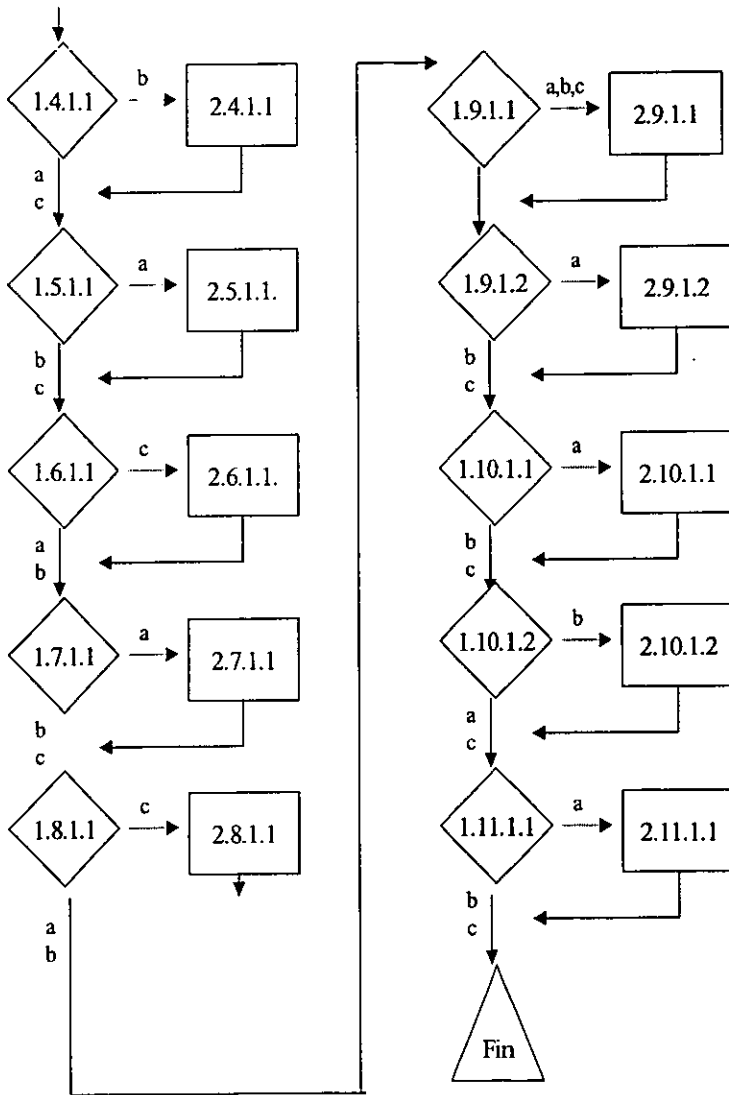 1.4.1.1
b
2.4.1.1
a
c
1.5.1.1
a
2.5.1.1.
b
c
1.6.1.1
c
2.6.1.1.
a
b
1.7.1.1
a
2.7.1.1
b
c
1.8.1.1
c
2.8.1.1
a
b
1.9.1.1
a,b,c
2.9.1.1
1.9.1.2
a
2.9.1.2
b
c
1.10.1.1
a
2.10.1.1
b
c
1.10.1.2
b
2.10.1.2
a
c
1.11.1.1
a
2.11.1.1
b
c
Fin